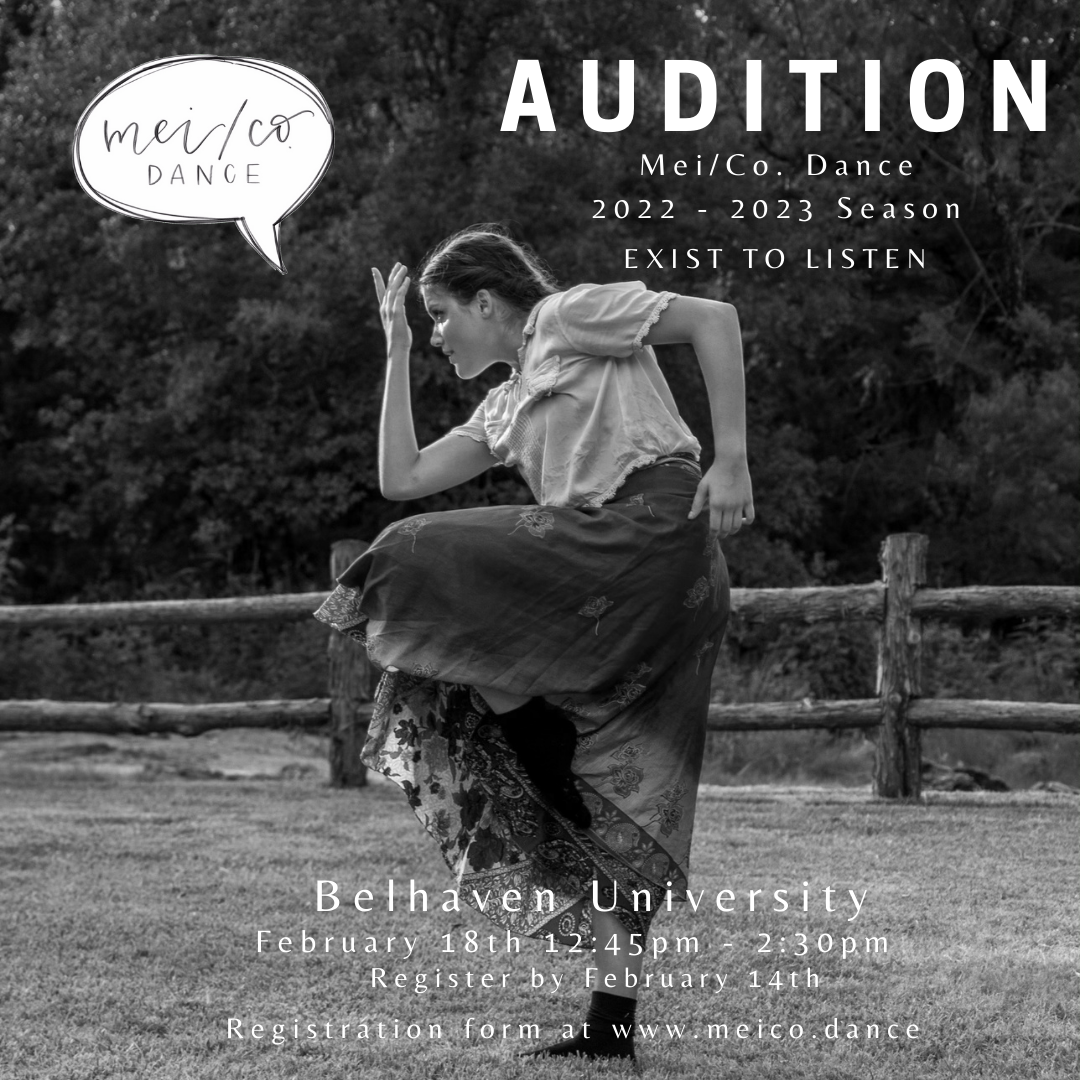 mei/co.
DANCE
AUDITION
Mei/Co. Dance
2022 - 2023 Season
EXIST TO LISTEN
Belhaven University
February 18th 12:45pm - 2:30pm
Register by February 14th
Registration form at www.meico.dance